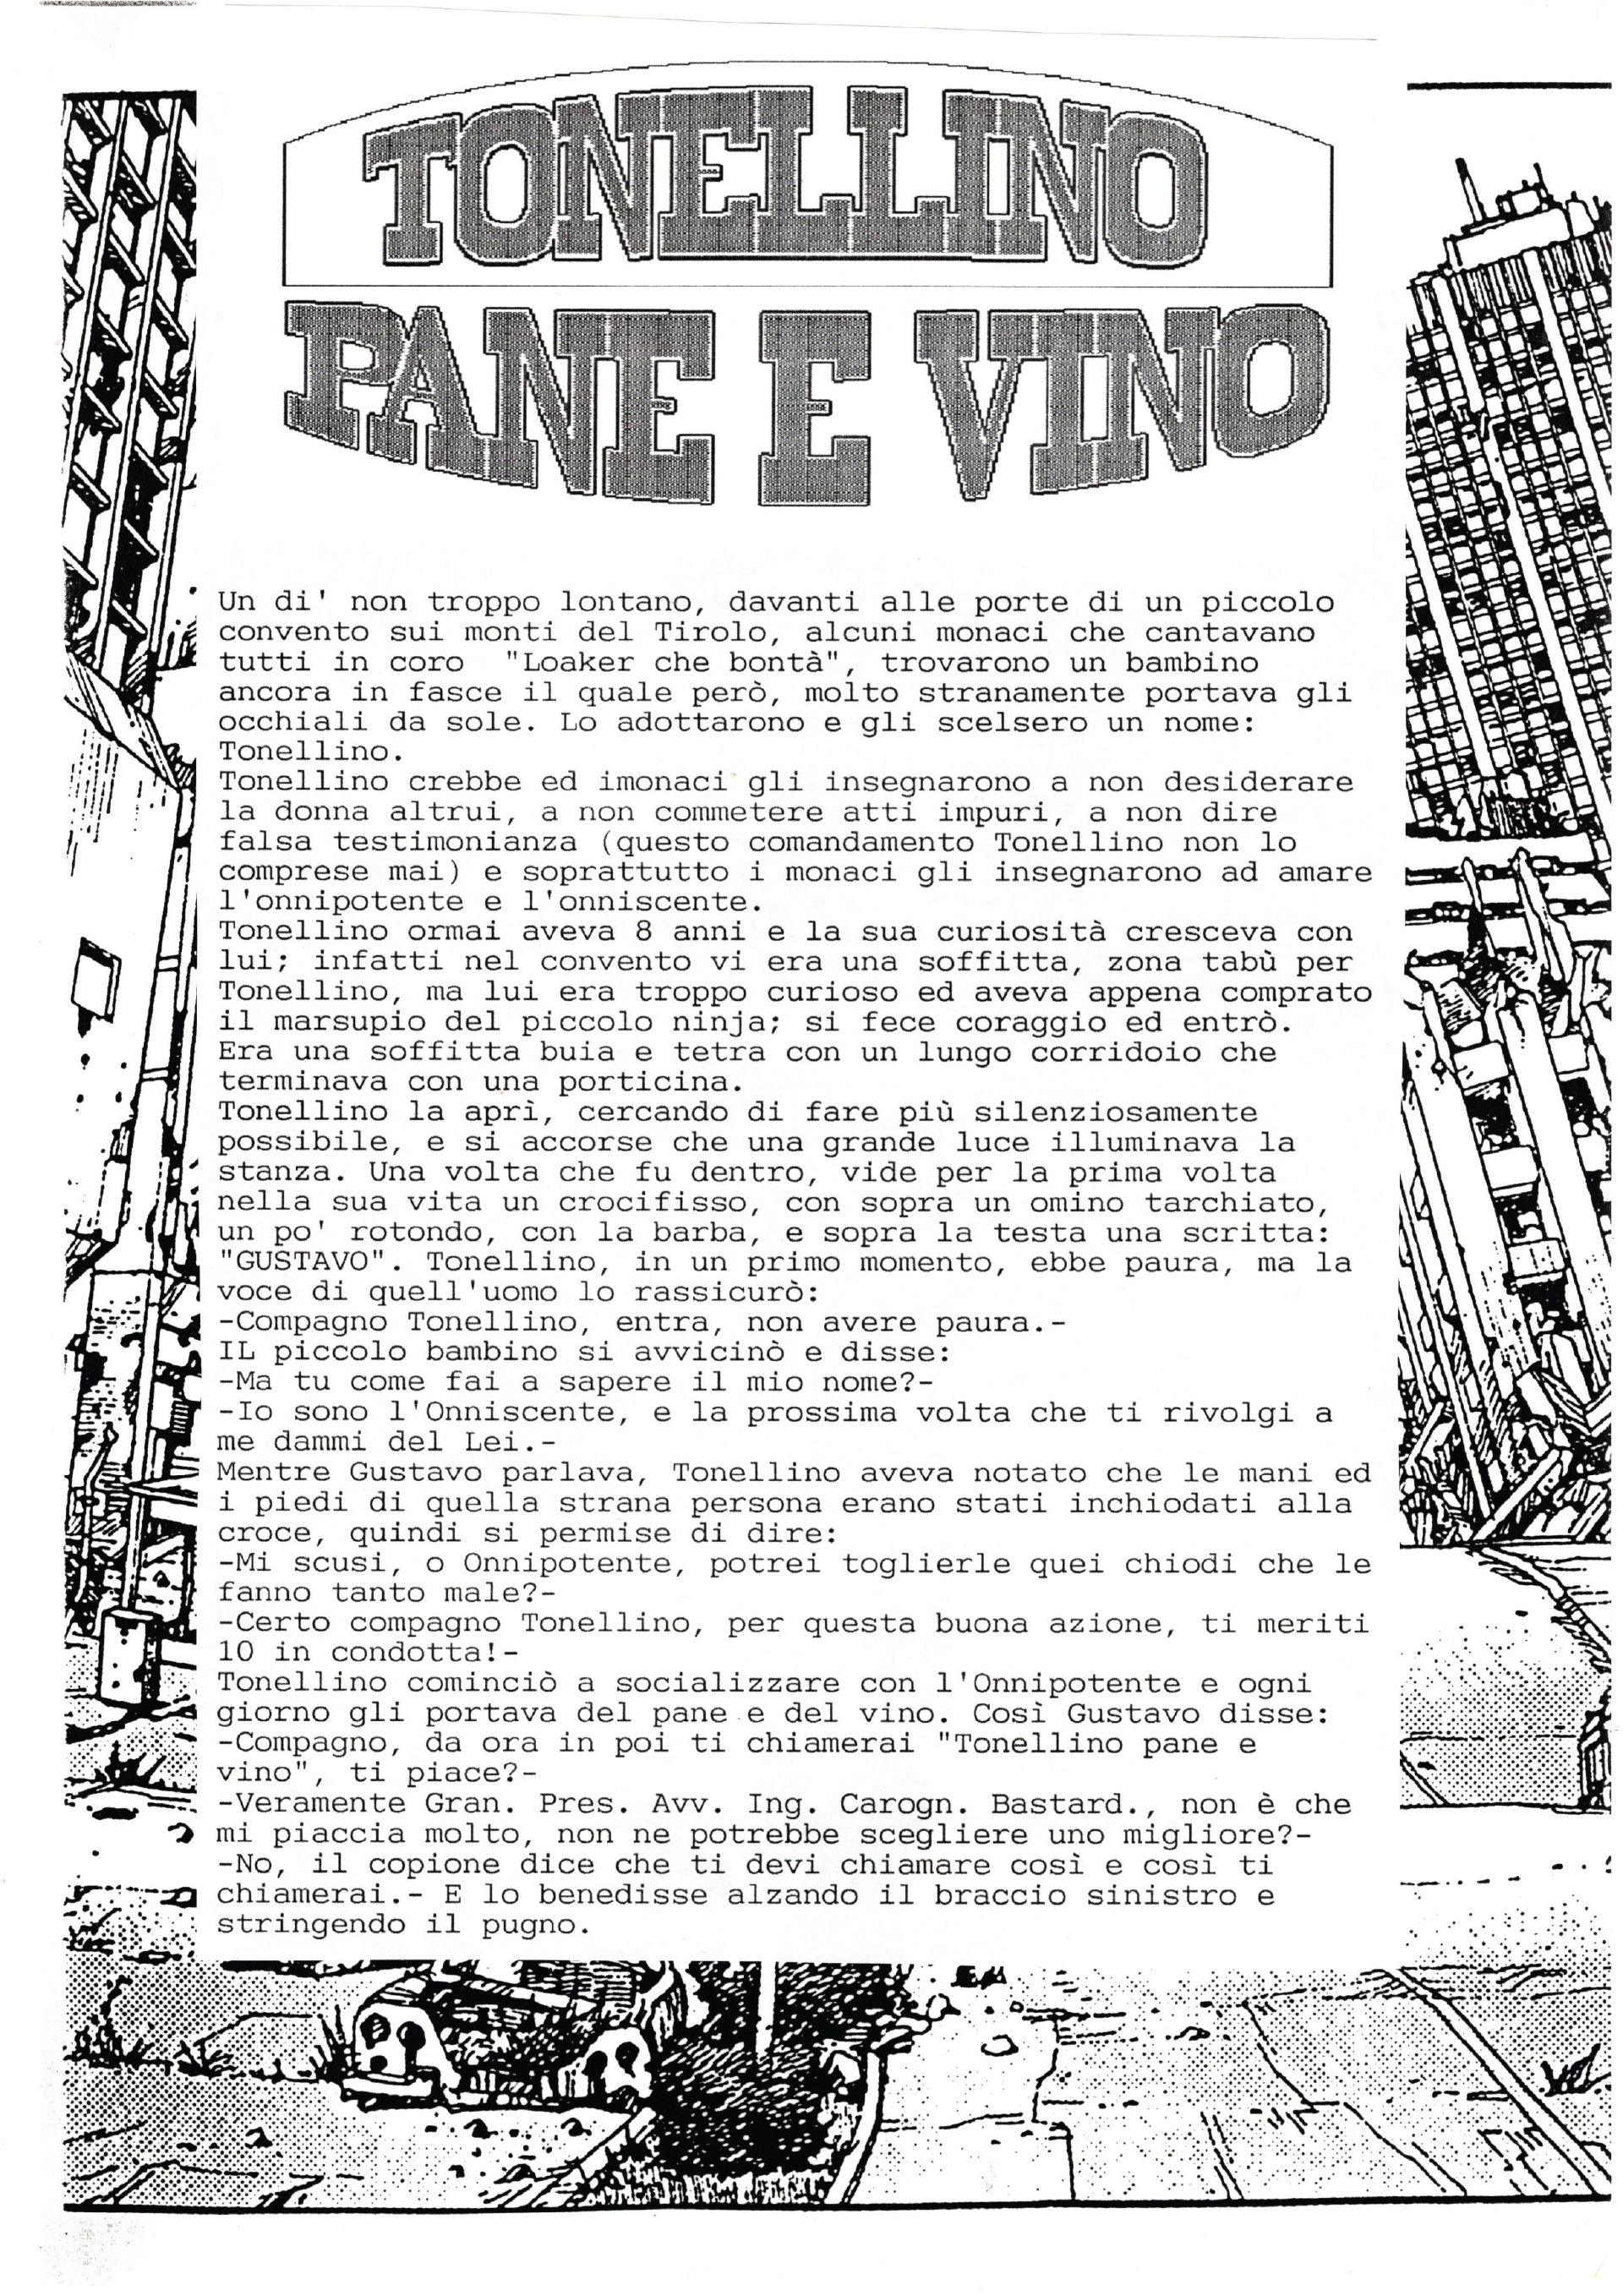 TONELLINO
PANE E VINO
Un di' non troppo lontano, davanti alle porte di un piccolo
convento sui monti del Tirolo, alcuni monaci che cantavano
tutti in coro "Loaker che bontà", trovarono un bambino
ancora in fasce il quale però, molto stranamente portava gli
occhiali da sole. Lo adottarono e gli scelsero un nome:
Tonellino.
Tonellino crebbe ed imonaci gli insegnarono a non desiderare
la donna altrui, a non commetere atti impuri, a non dire
falsa testimonianza (questo comandamento Tonellino non lo
comprese mai) e soprattutto i monaci gli insegnarono ad amare
l'onnipotente e l'onniscente.
Tonellino ormai aveva 8 anni e la sua curiosità cresceva con
lui; infatti nel convento vi era una soffitta, zona tabù per
Tonellino, ma lui era troppo curioso ed aveva appena comprato
il marsupio del piccolo ninja; si fece coraggio ed entrò.
Era una soffitta buia e tetra con un lungo corridoio che
terminava con una porticina.
Tonellino la aprì, cercando di fare più silenziosamente
possibile, e si accorse che una grande luce illuminava la
stanza. Una volta che fu dentro, vide per la prima volta
nella sua vita un crocifisso, con sopra un omino tarchiato,
un po' rotondo, con la barba, e sopra la testa una scritta:
"GUSTAVO". Tonellino, in un primo momento, ebbe paura, ma la
voce di quell'uomo lo rassicurò:
-Compagno Tonellino, entra, non avere paura.-
IL piccolo bambino si avvicinò e disse:
-Ma tu come fai a sapere il mio nome?-
-Io sono l'Onniscente, e la prossima volta che ti rivolgi a
me dammi del Lei.-
Mentre Gustavo parlava, Tonellino aveva notato che le mani ed
i piedi di quella strana persona erano stati inchiodati alla
croce, quindi si permise di dire:
-Mi scusi, o Onnipotente, potrei toglierle quei chiodi che le
fanno tanto male?-
-Certo compagno Tonellino, per questa buona azione, ti meriti
10 in condotta!-
Tonellino cominciò a socializzare con l'Onnipotente e ogni
giorno gli portava del pane e del vino. Così Gustavo disse:
-Compagno, da ora in poi ti chiamerai "Tonellino pane e
vino", ti piace?-
-Veramente Gran. Pres. Avv. Ing. Carogn. Bastard., non è che
mi piaccia molto, non ne potrebbe scegliere uno migliore?-
-No, il copione dice che ti devi chiamare così e così ti
chiamerai.- E lo benedisse alzando il braccio sinistro e
stringendo il pugno.